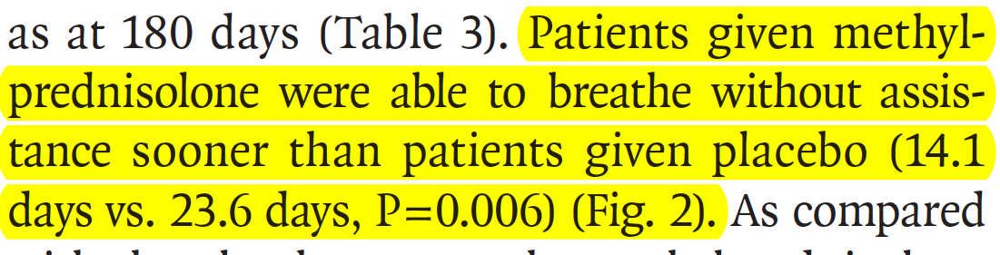 as at 180 days (Table 3). Patients given methyl-
prednisolone were able to breathe without assis-
tance sooner than patients given placebo (14.1
days vs. 23.6 days, P=0.006) (Fig. 2). As compared